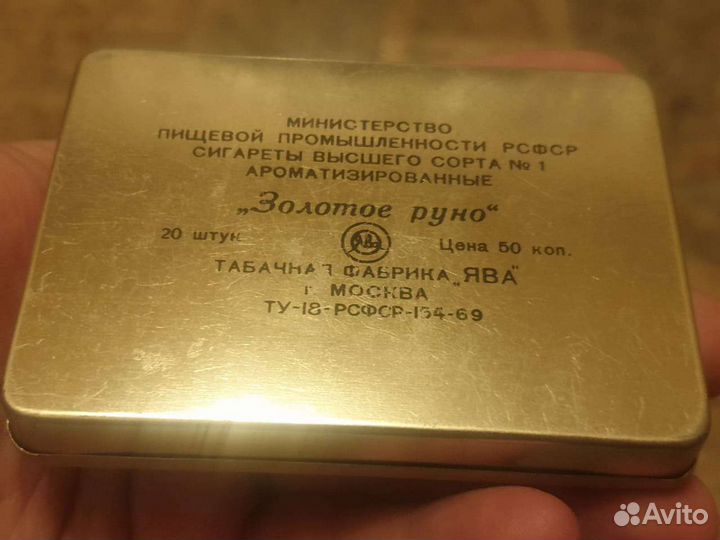 МИНИСТЕРСТВО
ПИЩЕВОЙ ПРОМЫШЛЕННОСТИ РСФСР
СИГАРЕТЫ ВЫСШЕГО СОРТА № 1
АРОМАТИЗИРОВАННЫЕ
„Золотое руно“
20 штук Ява Цена 50 коп.
ТАБАЧНАЯ ФАБРИКА „ЯВА“
г. МОСКВА
ТУ-18-РСФСР-154-69
Avito